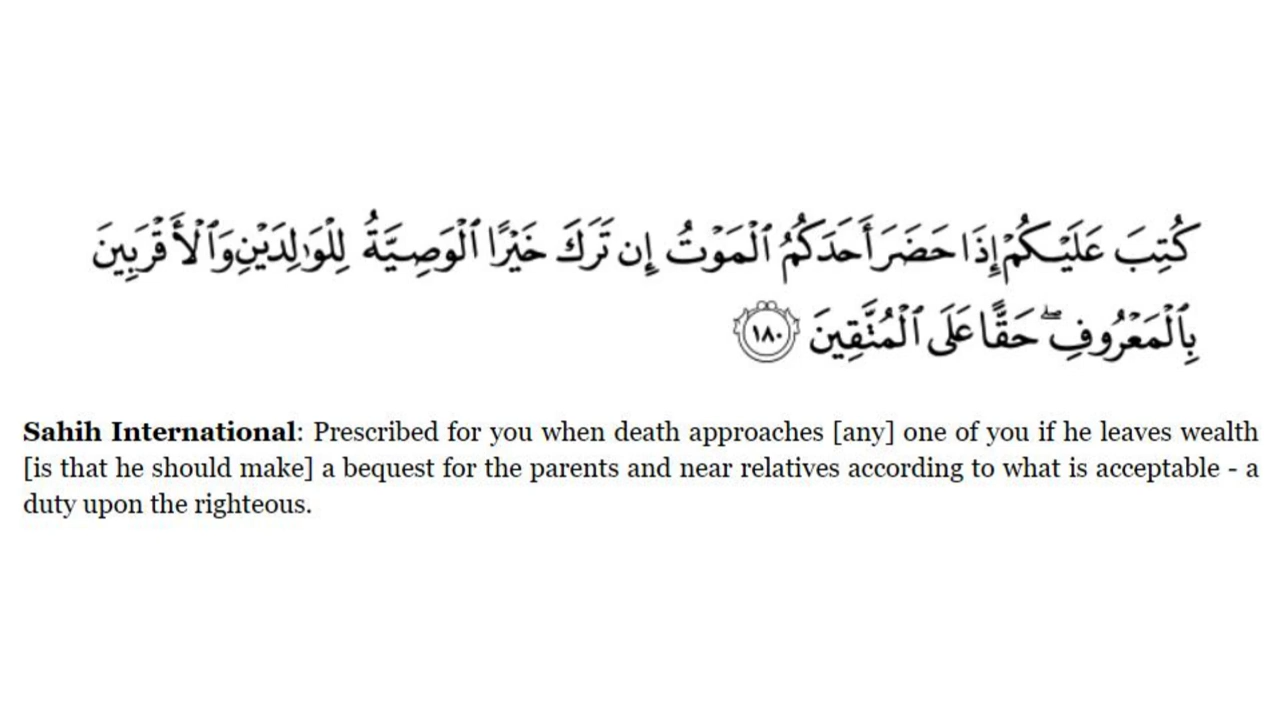 كُتِبَ عَلَيْكُمْ إِذَا حَضَرَ أَحَدَكُمُ ٱلْمَوْتُ إِن تَرَكَ خَيْرًا ٱلْوَصِيَّةُ لِلْوَٰلِدَيْنِ وَٱلْأَقْرَبِينَ
بِٱلْمَعْرُوفِ ۖ حَقًّا عَلَى ٱلْمُتَّقِينَ ١٨٠
Sahih International: Prescribed for you when death approaches [any] one of you if he leaves wealth
[is that he should make] a bequest for the parents and near relatives according to what is acceptable - a
duty upon the righteous.